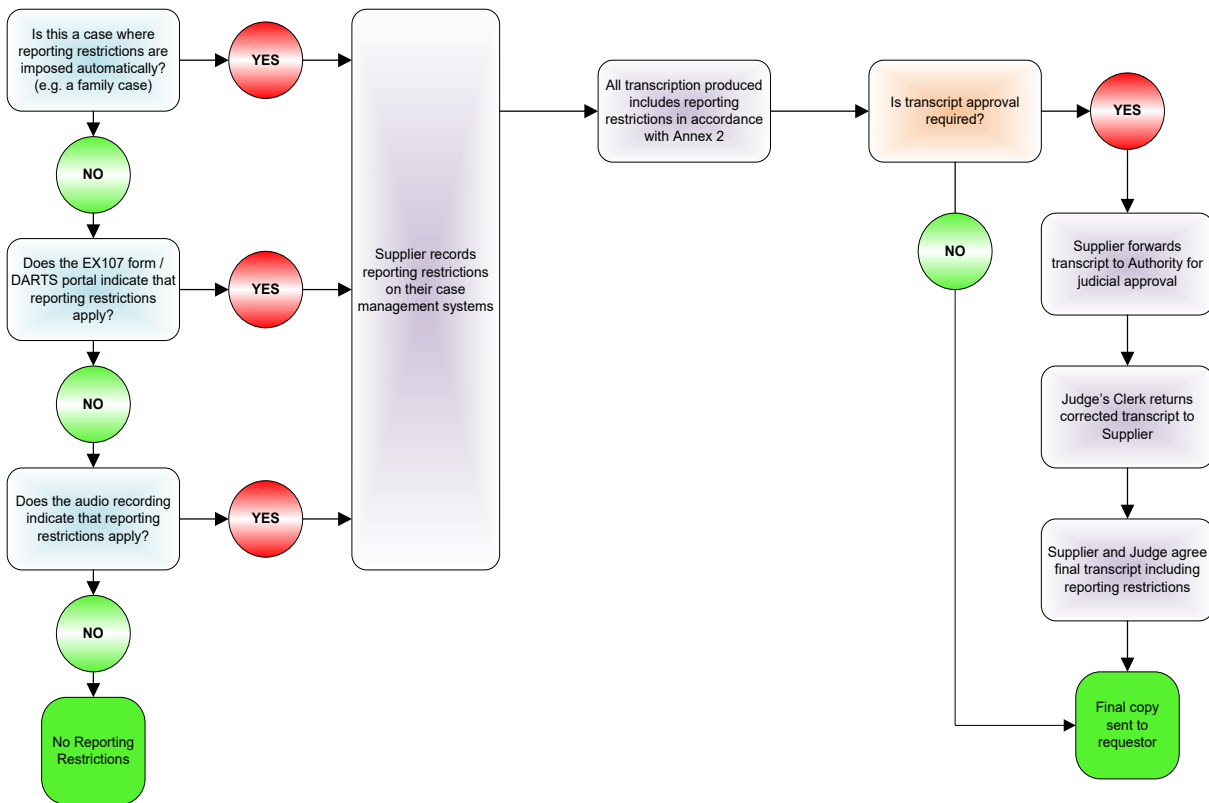 Is this a case where
reporting restrictions are
imposed automatically?
(e.g. a family case)
YES
NO
Does the EX107 form /
DARTS portal indicate that
reporting restrictions
apply?
YES
NO
Does the audio recording
indicate that reporting
restrictions apply?
YES
NO
No Reporting
Restrictions
Supplier records
reporting restrictions
on their case
management systems
All transcription produced
includes reporting
restrictions in accordance
with Annex 2
Is transcript approval
required?
YES
NO
Supplier forwards
transcript to Authority for
judicial approval
Judge’s Clerk returns
corrected transcript to
Supplier
Supplier and Judge agree
final transcript including
reporting restrictions
Final copy
sent to
requestor